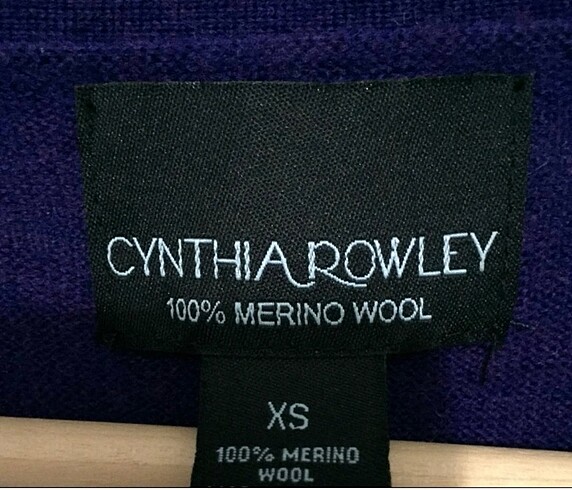 CYNTHIA ROWLEY
100% MERINO WOOL
XS
100% MERINO
WOOL